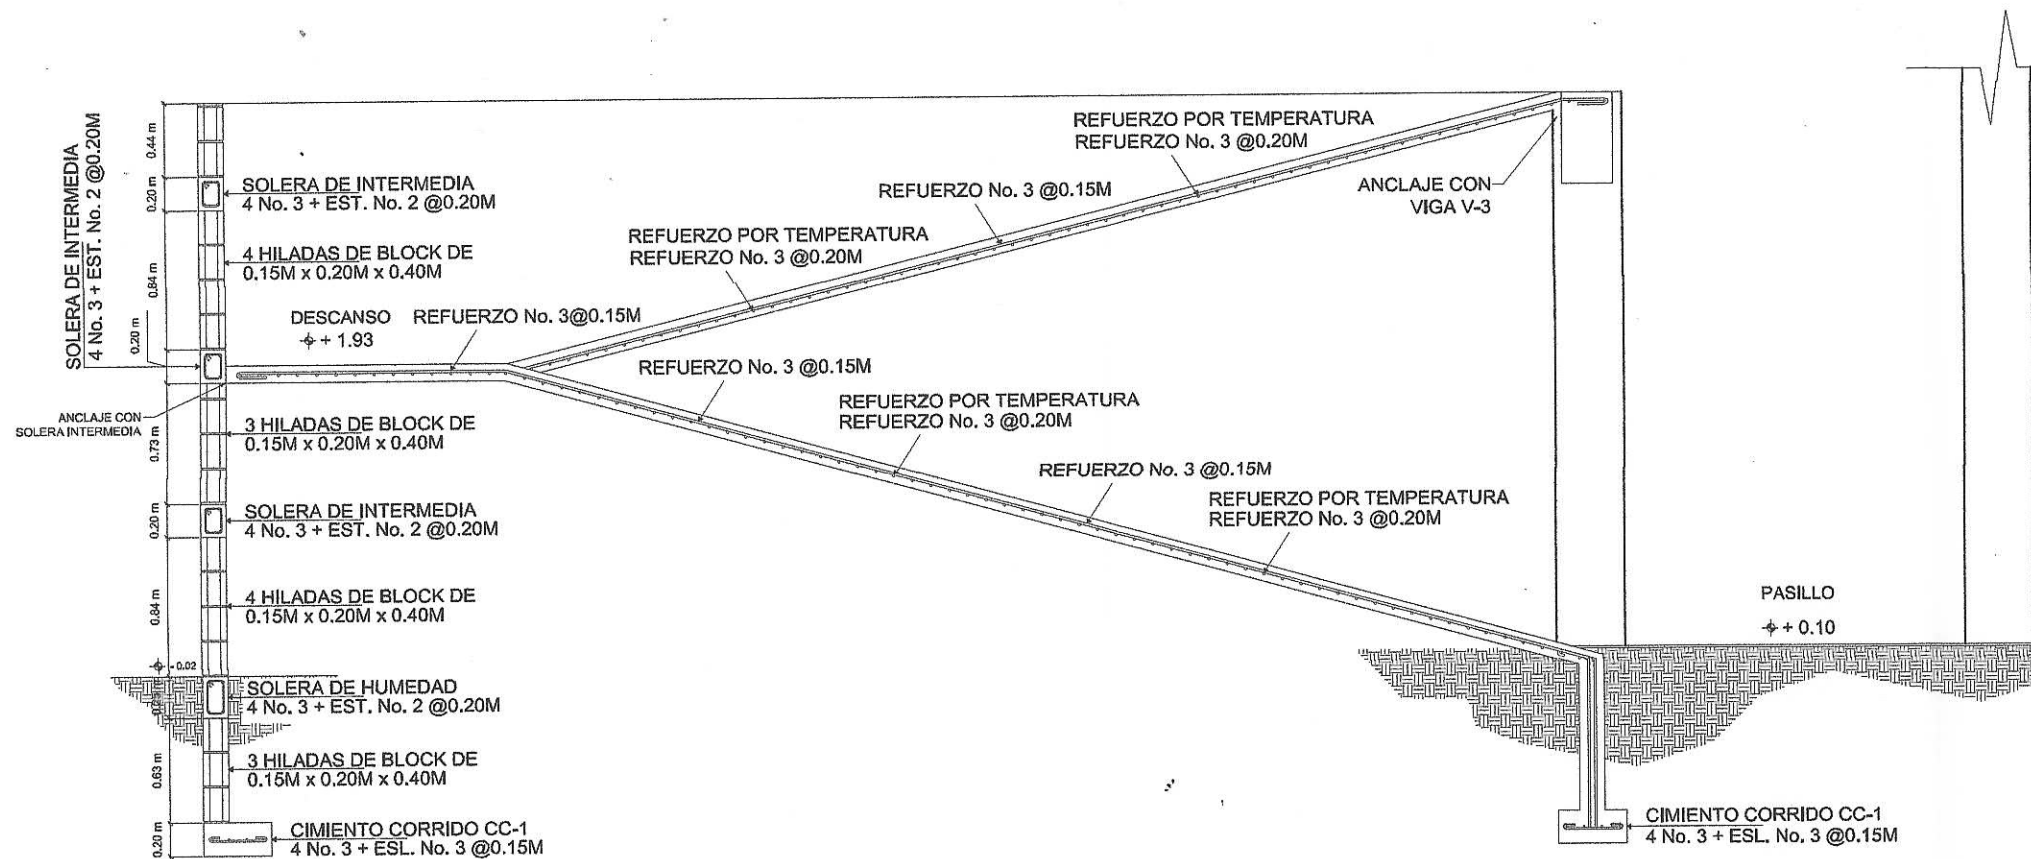 SOLERA DE INTERMEDIA
4 No. 3 + EST. No. 2 @0.20M
0.44 m
0.20 m
0.84 m
0.20 m
0.73 m
0.20 m
0.84 m
0.63 m
0.20 m
SOLERA DE INTERMEDIA
4 No. 3 + EST. No. 2 @0.20M
4 HILADAS DE BLOCK DE
0.15M x 0.20M x 0.40M
DESCANSO
+ 1.93
REFUERZO No. 3@0.15M
ANCLAJE CON
SOLERA INTERMEDIA
3 HILADAS DE BLOCK DE
0.15M x 0.20M x 0.40M
SOLERA DE INTERMEDIA
4 No. 3 + EST. No. 2 @0.20M
4 HILADAS DE BLOCK DE
0.15M x 0.20M x 0.40M
- 0.02
SOLERA DE HUMEDAD
4 No. 3 + EST. No. 2 @0.20M
3 HILADAS DE BLOCK DE
0.15M x 0.20M x 0.40M
CIMIENTO CORRIDO CC-1
4 No. 3 + ESL. No. 3 @0.15M
REFUERZO POR TEMPERATURA
REFUERZO No. 3 @0.20M
REFUERZO No. 3 @0.15M
REFUERZO POR TEMPERATURA
REFUERZO No. 3 @0.20M
ANCLAJE CON
VIGA V-3
REFUERZO No. 3 @0.15M
REFUERZO POR TEMPERATURA
REFUERZO No. 3 @0.20M
REFUERZO No. 3 @0.15M
REFUERZO POR TEMPERATURA
REFUERZO No. 3 @0.20M
PASILLO
+ 0.10
CIMIENTO CORRIDO CC-1
4 No. 3 + ESL. No. 3 @0.15M